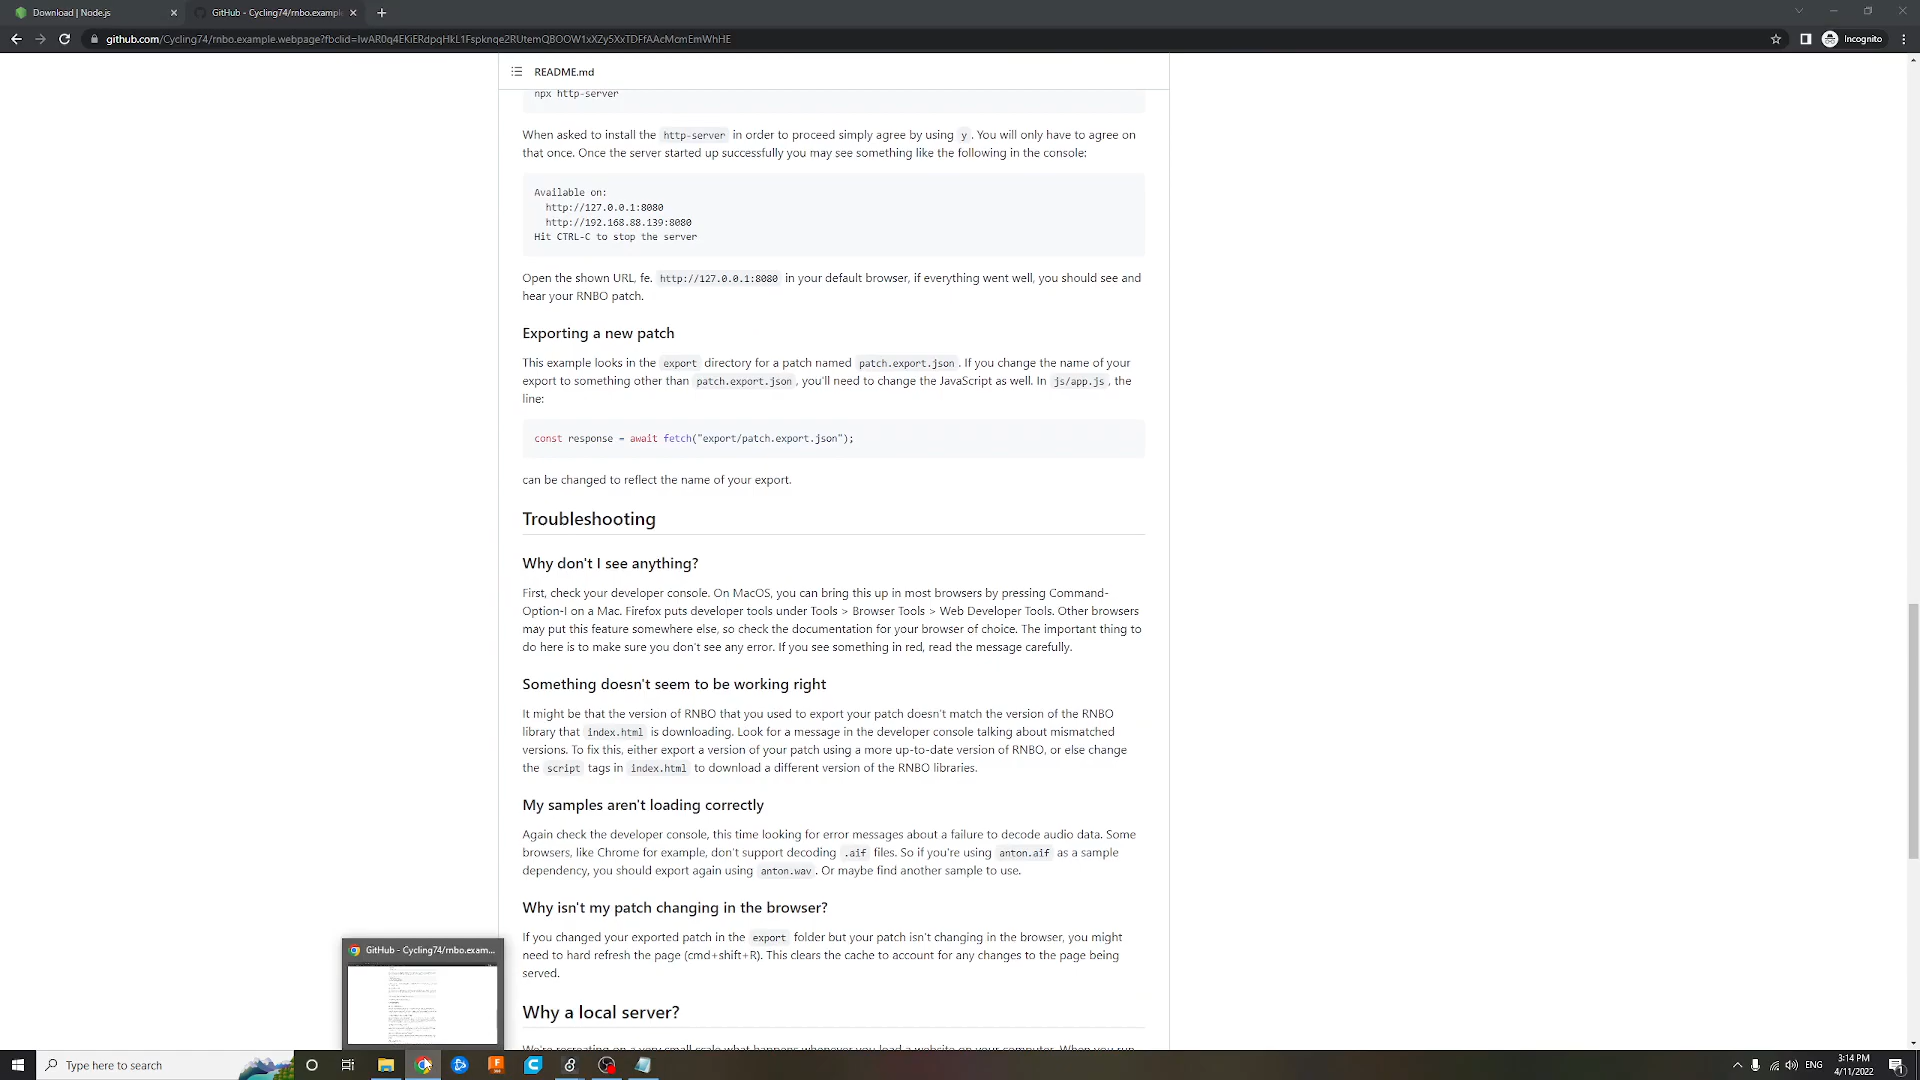 Download | Node.js
GitHub - Cycling74/rnbo.example
github.com/Cycling74/rnbo.example.webpage?fbclid=IwAR0q4EKiERdpqHkL1Fspknqe2RUtemQBOOW1xXZy5XxTDFfAAcMcmEmWhHE
Incognito
README.md
npx http-server
When asked to install the http-server in order to proceed simply agree by using y. You will only have to agree on
that once. Once the server started up successfully you may see something like the following in the console:
Available on:
http://127.0.0.1:8080
http://192.168.88.139:8080
Hit CTRL-C to stop the server
Open the shown URL, fe. http://127.0.0.1:8080 in your default browser, if everything went well, you should see and
hear your RNBO patch.
Exporting a new patch
This example looks in the export directory for a patch named patch.export.json. If you change the name of your
export to something other than patch.export.json, you'll need to change the JavaScript as well. In js/app.js, the
line:
const response = await fetch("export/patch.export.json");
can be changed to reflect the name of your export.
Troubleshooting
Why don't I see anything?
First, check your developer console. On MacOS, you can bring this up in most browsers by pressing Command-
Option-I on a Mac. Firefox puts developer tools under Tools > Browser Tools > Web Developer Tools. Other browsers
may put this feature somewhere else, so check the documentation for your browser of choice. The important thing to
do here is to make sure you don't see any error. If you see something in red, read the message carefully.
Something doesn't seem to be working right
It might be that the version of RNBO that you used to export your patch doesn't match the version of the RNBO
library that index.html is downloading. Look for a message in the developer console talking about mismatched
versions. To fix this, either export a version of your patch using a more up-to-date version of RNBO, or else change
the script tags in index.html to download a different version of the RNBO libraries.
My samples aren't loading correctly
Again check the developer console, this time looking for error messages about a failure to decode audio data. Some
browsers, like Chrome for example, don't support decoding .aif files. So if you're using anton.aif as a sample
dependency, you should export again using anton.wav. Or maybe find another sample to use.
Why isn't my patch changing in the browser?
If you changed your exported patch in the export folder but your patch isn't changing in the browser, you might
need to hard refresh the page (cmd+shift+R). This clears the cache to account for any changes to the page being
served.
GitHub - Cycling74/rnbo.exam...
Why a local server?
We're recreating on a very small scale what happens whenever you load a website on your computer. When you run
Type here to search
ENG
3:14 PM
4/11/2022